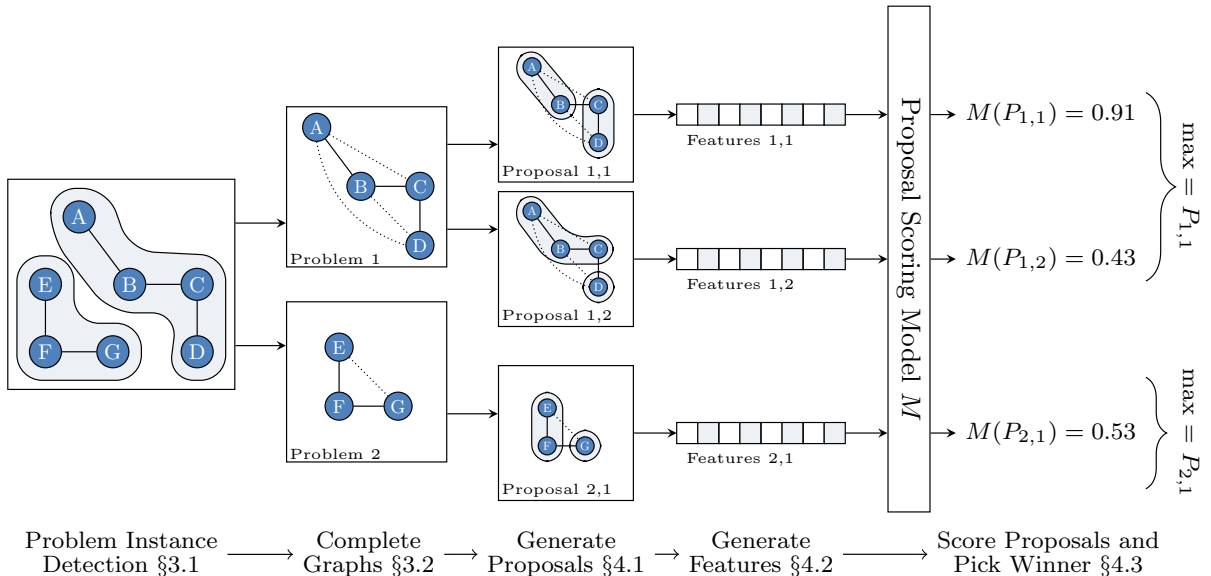 A
B
C
D
E
F
G
A
B
C
D
Problem 1
E
F
G
Problem 2
A
B
C
D
Proposal 1,1
A
B
C
D
Proposal 1,2
E
F
G
Proposal 2,1
Features 1,1
Features 1,2
Features 2,1
Proposal Scoring Model M
M(P1,1) = 0.91
M(P1,2) = 0.43
M(P2,1) = 0.53
max = P1,1
max = P2,1
Problem Instance
Detection §3.1
Complete
Graphs §3.2
Generate
Proposals §4.1
Generate
Features §4.2
Score Proposals and
Pick Winner §4.3